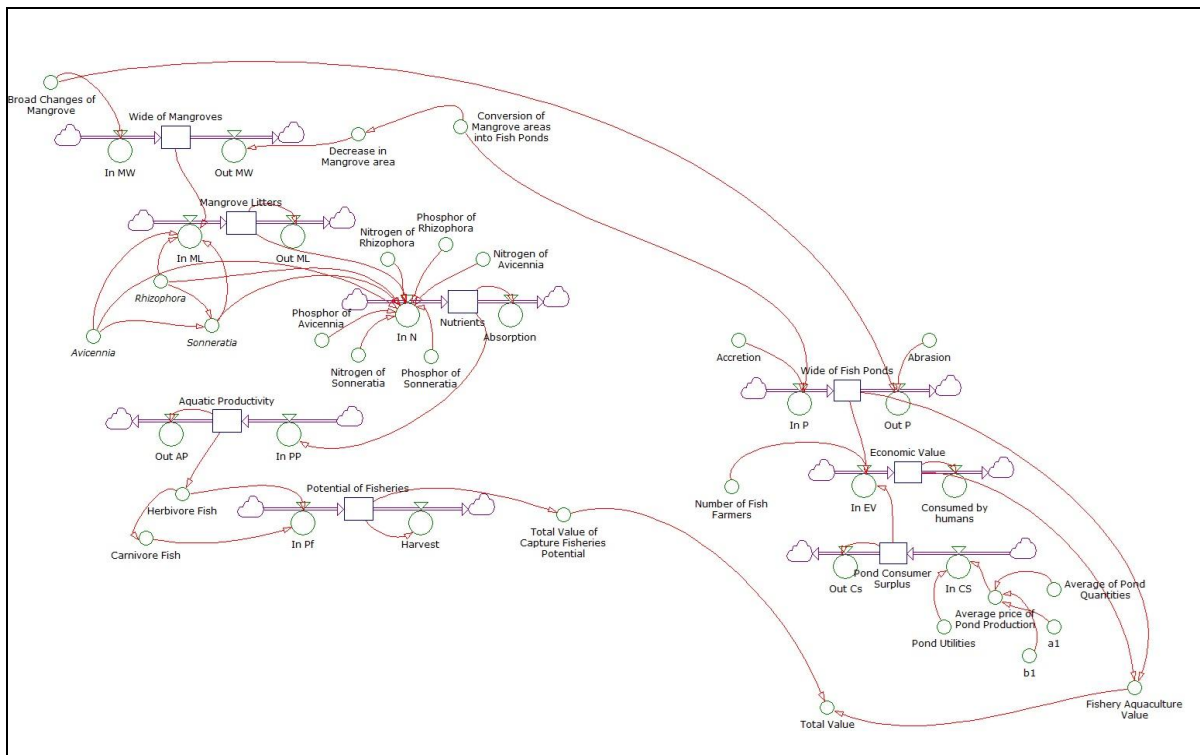 Broad Changes of
Mangrove
Wide of Mangroves
In MW
Out MW
Decrease in
Mangrove area
Conversion of
Mangrove areas
into Fish Ponds
Mangrove Litters
In ML
Out ML
Rhizophora
Avicennia
Sonneratia
Nitrogen of
Rhizophora
Phosphor of
Rhizophora
Nitrogen of
Avicennia
Phosphor of
Avicennia
In N
Nutrients
Absorption
Nitrogen of
Sonneratia
Phosphor of
Sonneratia
Accretion
Wide of Fish Ponds
Abrasion
In P
Out P
Aquatic Productivity
Out AP
In PP
Herbivore Fish
Carnivore Fish
Potential of Fisheries
In Pf
Harvest
Total Value of
Capture Fisheries
Potential
Economic Value
Number of Fish
Farmers
In EV
Consumed by
humans
Out Cs
Pond Consumer
Surplus
In CS
Average of Pond
Quantities
Average price of
Pond Production
Pond Utilities
a1
b1
Total Value
Fishery Aquaculture
Value